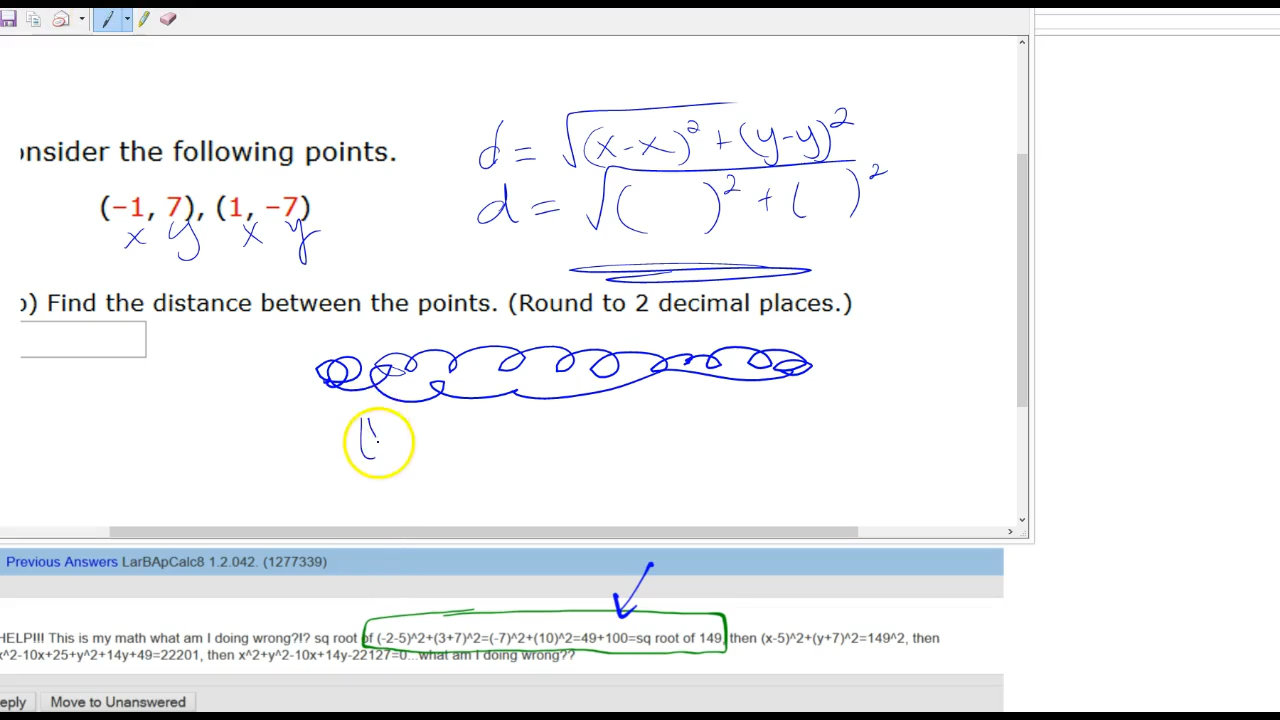 onsider the following points.
(−1, 7), (1, −7)
x y x y
d = √(x-x)² + (y-y)²
d = √( )² + ( )²
) Find the distance between the points. (Round to 2 decimal places.)
Previous Answers LarBApCalc8 1.2.042. (1277339)
HELP!!! This is my math what am I doing wrong?!? sq root of (-2-5)^2+(3+7)^2=(-7)^2+(10)^2=49+100=sq root of 149, then (x-5)^2+(y+7)^2=149^2, then
x^2-10x+25+y^2+14y+49=22201, then x^2+y^2-10x+14y-22127=0...what am I doing wrong??
eply Move to Unanswered